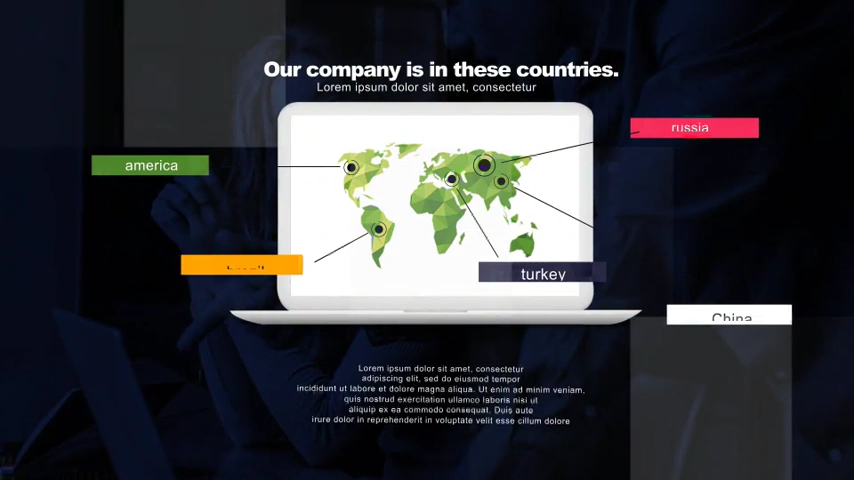 Our company is in these countries.
Lorem ipsum dolor sit amet, consectetur
russia
america
turkey
China
Lorem ipsum dolor sit amet, consectetur
adipiscing elit, sed do eiusmod tempor
incididunt ut labore et dolore magna aliqua. Ut enim ad minim veniam,
quis nostrud exercitation ullamco laboris nisi ut
aliquip ex ea commodo consequat. Duis aute
irure dolor in reprehenderit in voluptate velit esse cillum dolore